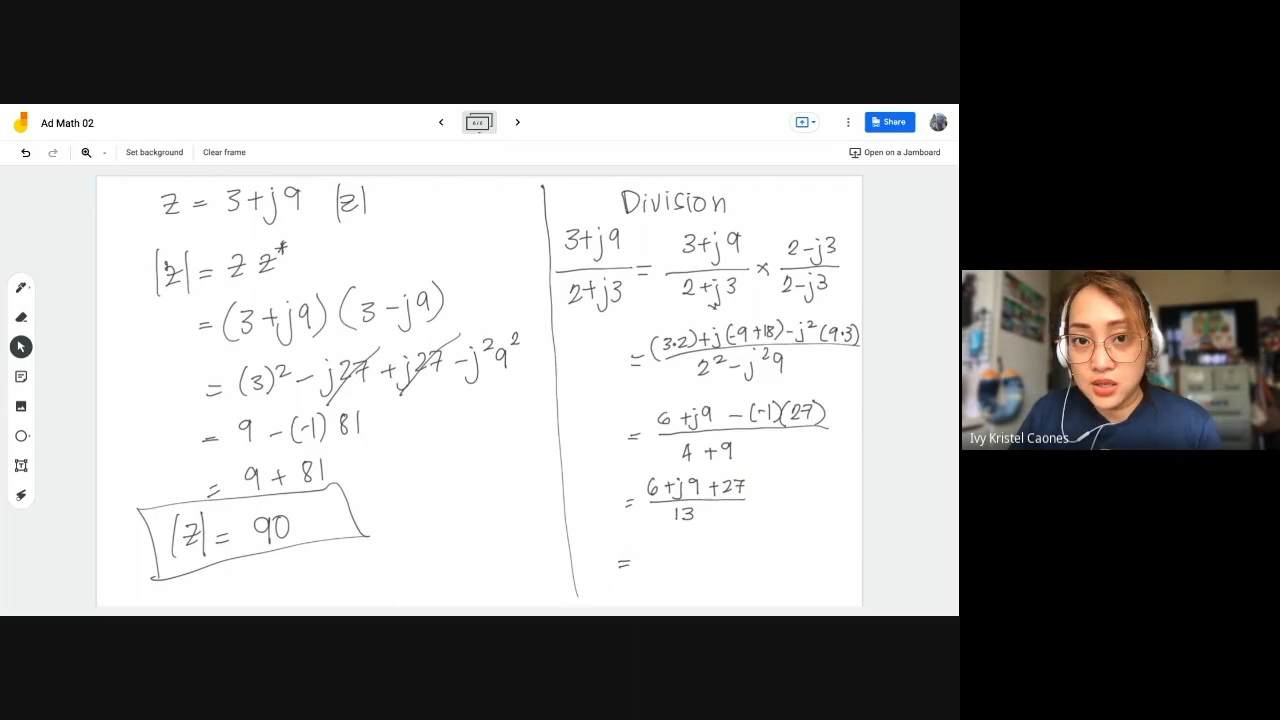 Ad Math 02
6/6
Share
Set background
Clear frame
Open on a Jamboard
z = 3+j9 |z|
|z| = z z*
= (3+j9) (3-j9)
= (3)² - j27 + j27 - j²9²
= 9 - (-1) 81
= 9 + 81
|z| = 90
Division
3+j9 / 2+j3 = 3+j9 / 2+j3 × 2-j3 / 2-j3
= (3·2)+j(-9+18)-j²(9·3) / 2²-j²9
= 6+j9 -(-1)(27) / 4+9
= 6+j9+27 / 13
=
Ivy Kristel Caones